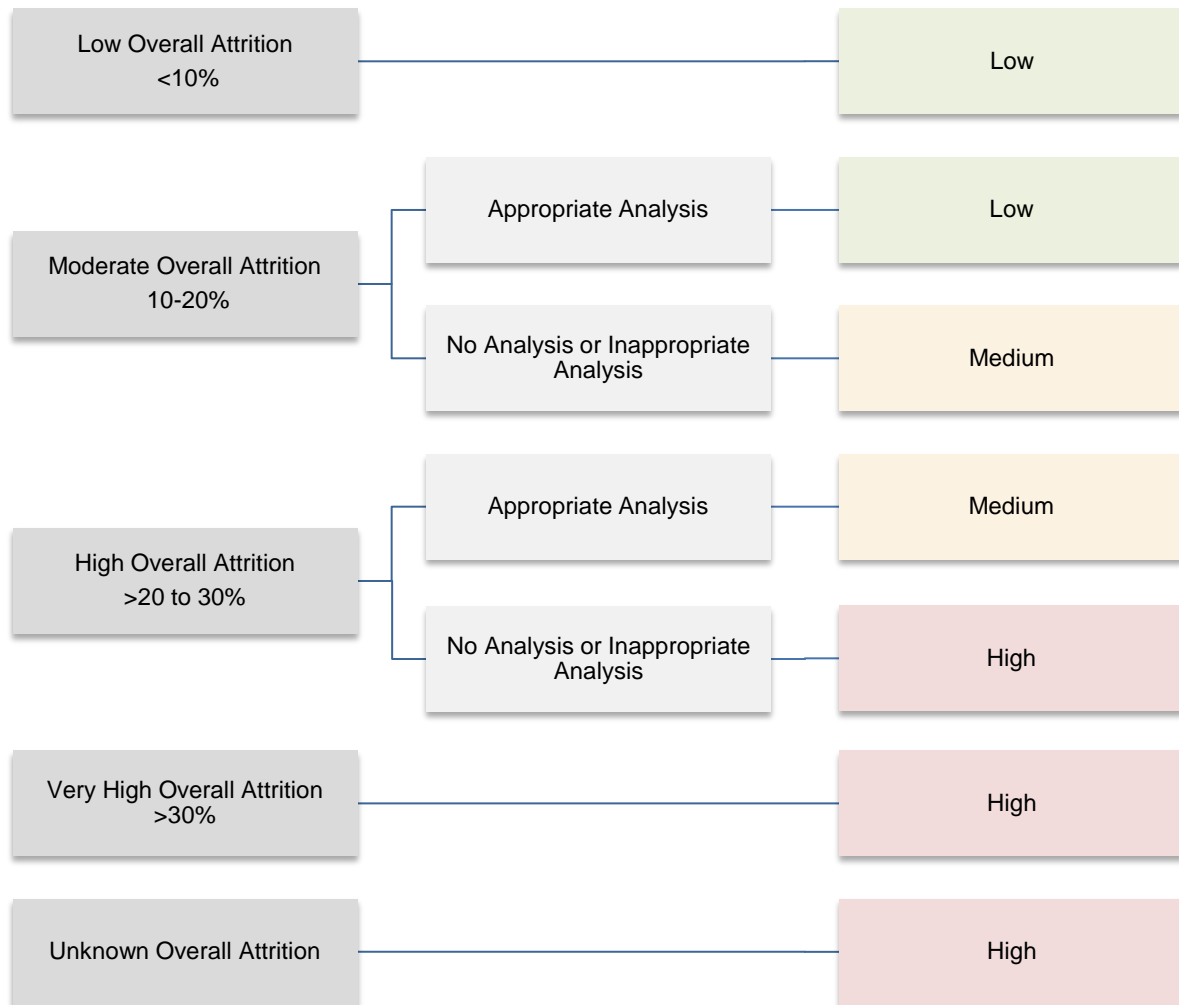 Low Overall Attrition
<10%
Low
Appropriate Analysis
Low
Moderate Overall Attrition
10-20%
No Analysis or Inappropriate
Analysis
Medium
Appropriate Analysis
Medium
High Overall Attrition
>20 to 30%
No Analysis or Inappropriate
Analysis
High
Very High Overall Attrition
>30%
High
Unknown Overall Attrition
High